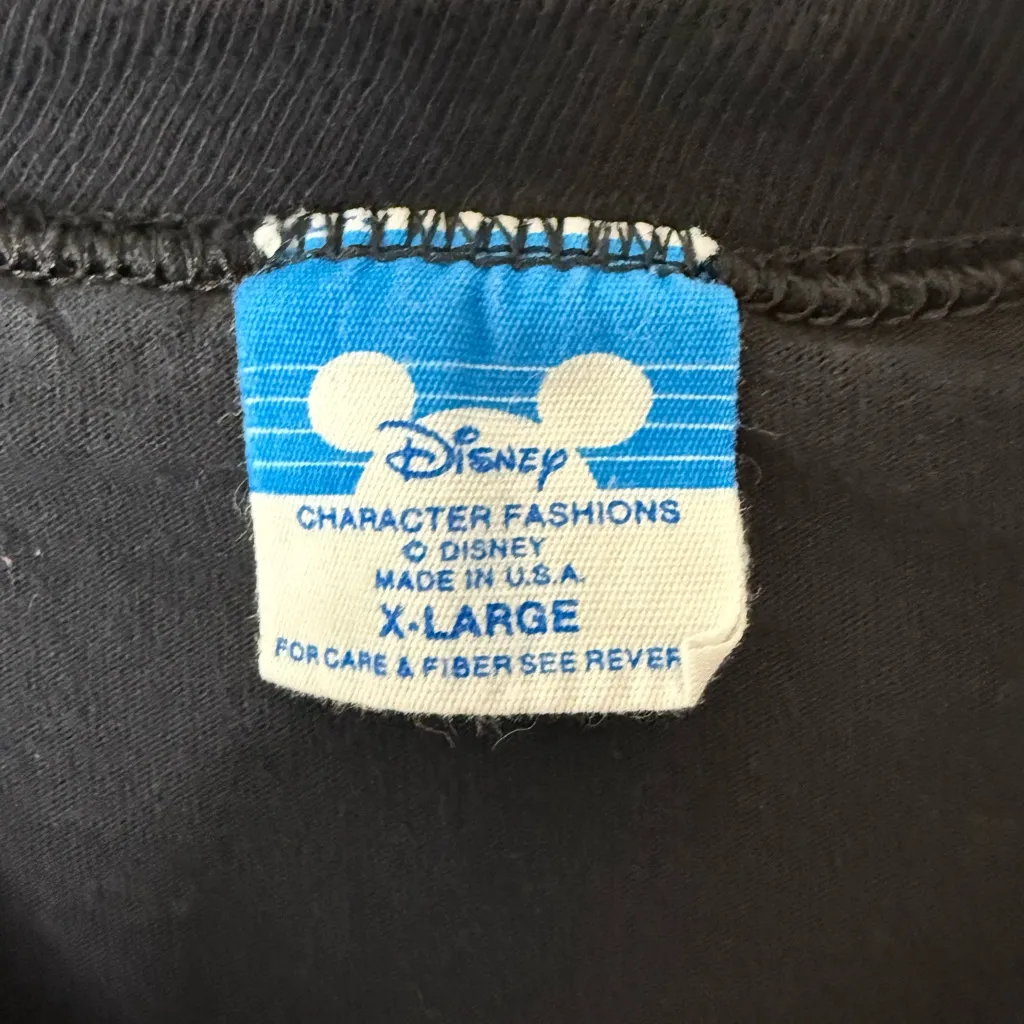 Disney
CHARACTER FASHIONS
© DISNEY
MADE IN U.S.A.
X-LARGE
FOR CARE & FIBER SEE REVER